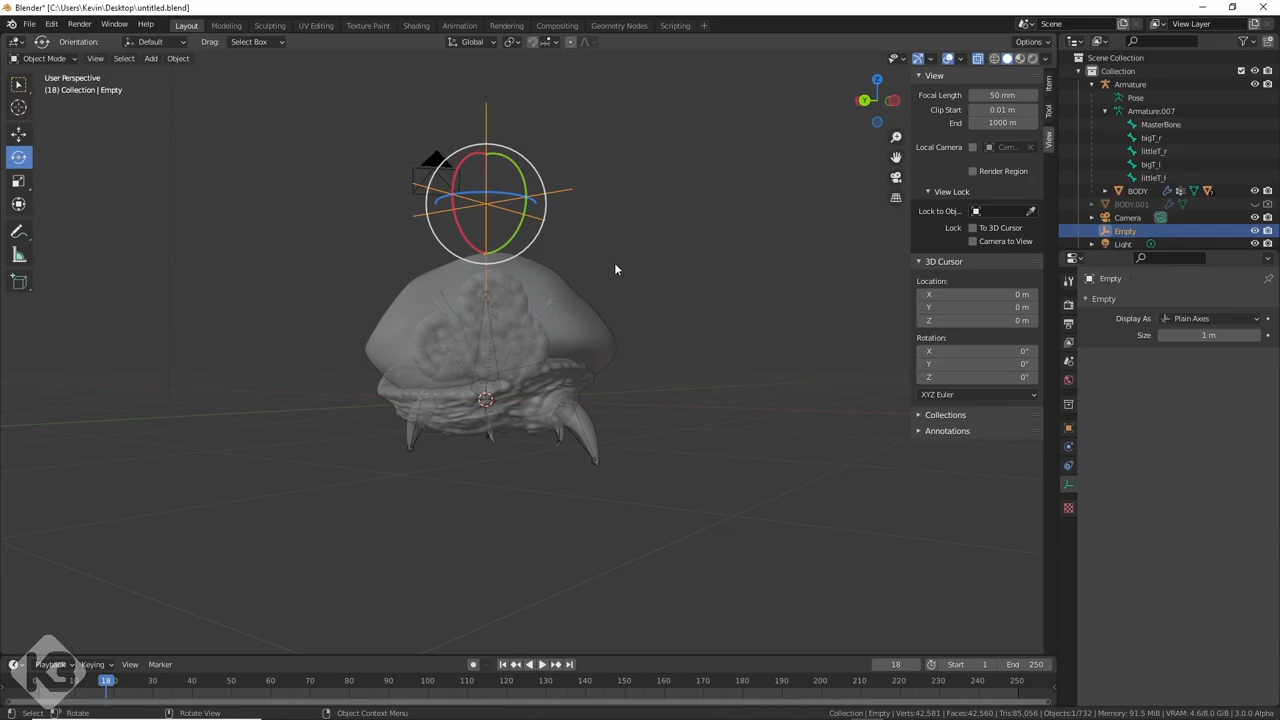 Blender* [C:\Users\Kevin\Desktop\untitled.blend]
File Edit Render Window Help Layout Modeling Sculpting UV Editing Texture Paint Shading Animation Rendering Compositing Geometry Nodes Scripting + Scene View Layer
Orientation: Default Drag: Select Box Global Options
Object Mode View Select Add Object
User Perspective
(18) Collection | Empty
Z
Y
View
Focal Length 50 mm
Clip Start 0.01 m
End 1000 m
Local Camera Cam...
Render Region
View Lock
Lock to Obj...
Lock To 3D Cursor
Camera to View
3D Cursor
Location:
X 0 m
Y 0 m
Z 0 m
Rotation:
X 0°
Y 0°
Z 0°
XYZ Euler
Collections
Annotations
Item
Tool
View
Scene Collection
Collection
Armature
Pose
Armature.007
MasterBone
bigT_r
littleT_r
bigT_l
littleT_l
BODY
BODY.001
Camera
Empty
Light
Empty
Empty
Display As Plain Axes
Size 1 m
Playback Keying View Marker 18 Start 1 End 250
0 10 18 20 30 40 50 60 70 80 90 100 110 120 130 140 150 160 170 180 190 200 210 220 230 240 250
Select Rotate Rotate View Object Context Menu Collection | Empty Verts:42,581 | Faces:42,560 | Tris:85,056 | Objects:1/732 | Memory: 91.5 MiB | VRAM: 4.6/8.0 GiB | 3.0.0 Alpha